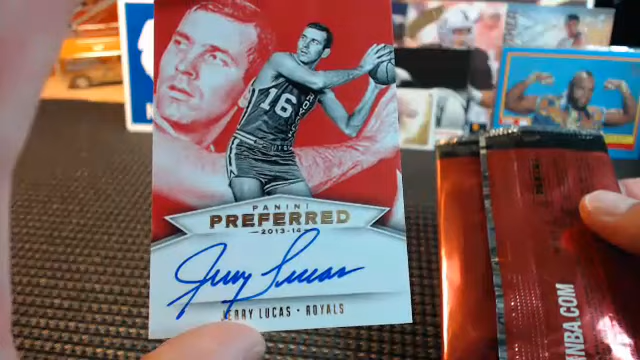 16
PANINI
PREFERRED
2013-14
Jerry Lucas
JERRY LUCAS • ROYALS
NBA.COM